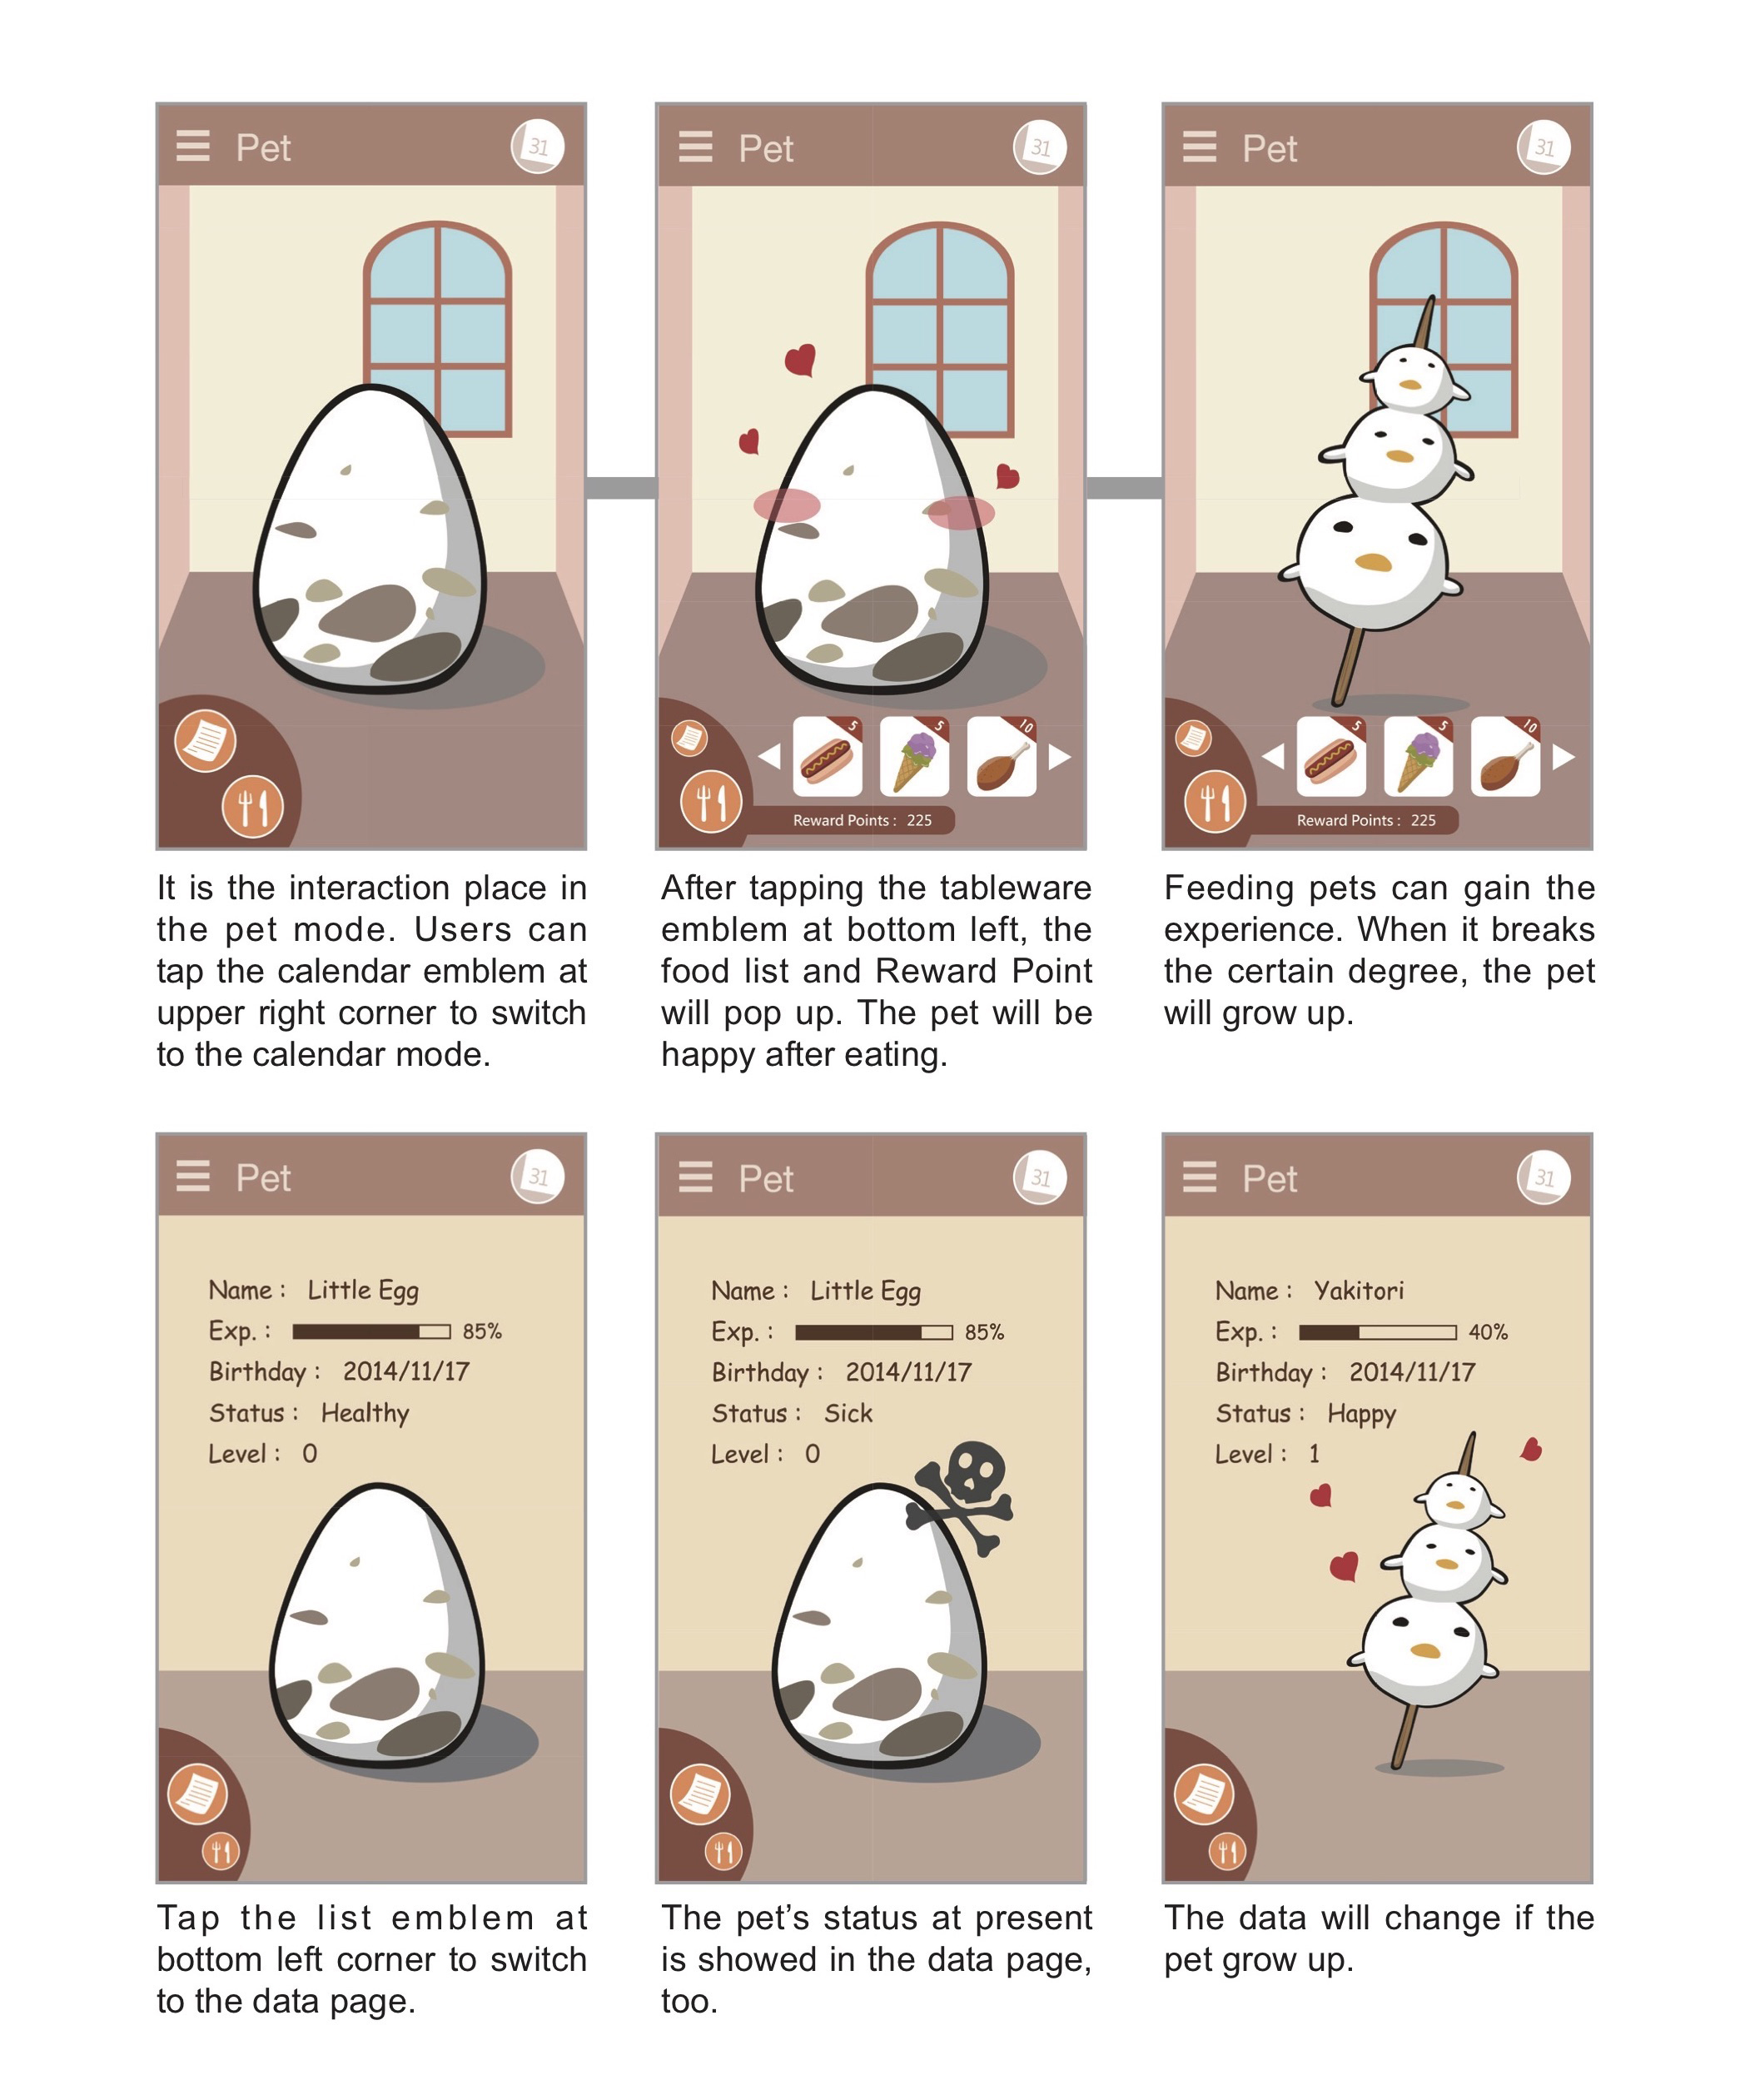 Pet
31
Pet
31
Pet
31
5
5
10
Reward Points : 225
5
5
10
Reward Points : 225
It is the interaction place in
the pet mode. Users can
tap the calendar emblem at
upper right corner to switch
to the calendar mode.
After tapping the tableware
emblem at bottom left, the
food list and Reward Point
will pop up. The pet will be
happy after eating.
Feeding pets can gain the
experience. When it breaks
the certain degree, the pet
will grow up.
Pet
31
Name : Little Egg
Exp. : 85%
Birthday : 2014/11/17
Status : Healthy
Level : 0
Pet
31
Name : Little Egg
Exp. : 85%
Birthday : 2014/11/17
Status : Sick
Level : 0
Pet
31
Name : Yakitori
Exp. : 40%
Birthday : 2014/11/17
Status : Happy
Level : 1
Tap the list emblem at
bottom left corner to switch
to the data page.
The pet’s status at present
is showed in the data page,
too.
The data will change if the
pet grow up.